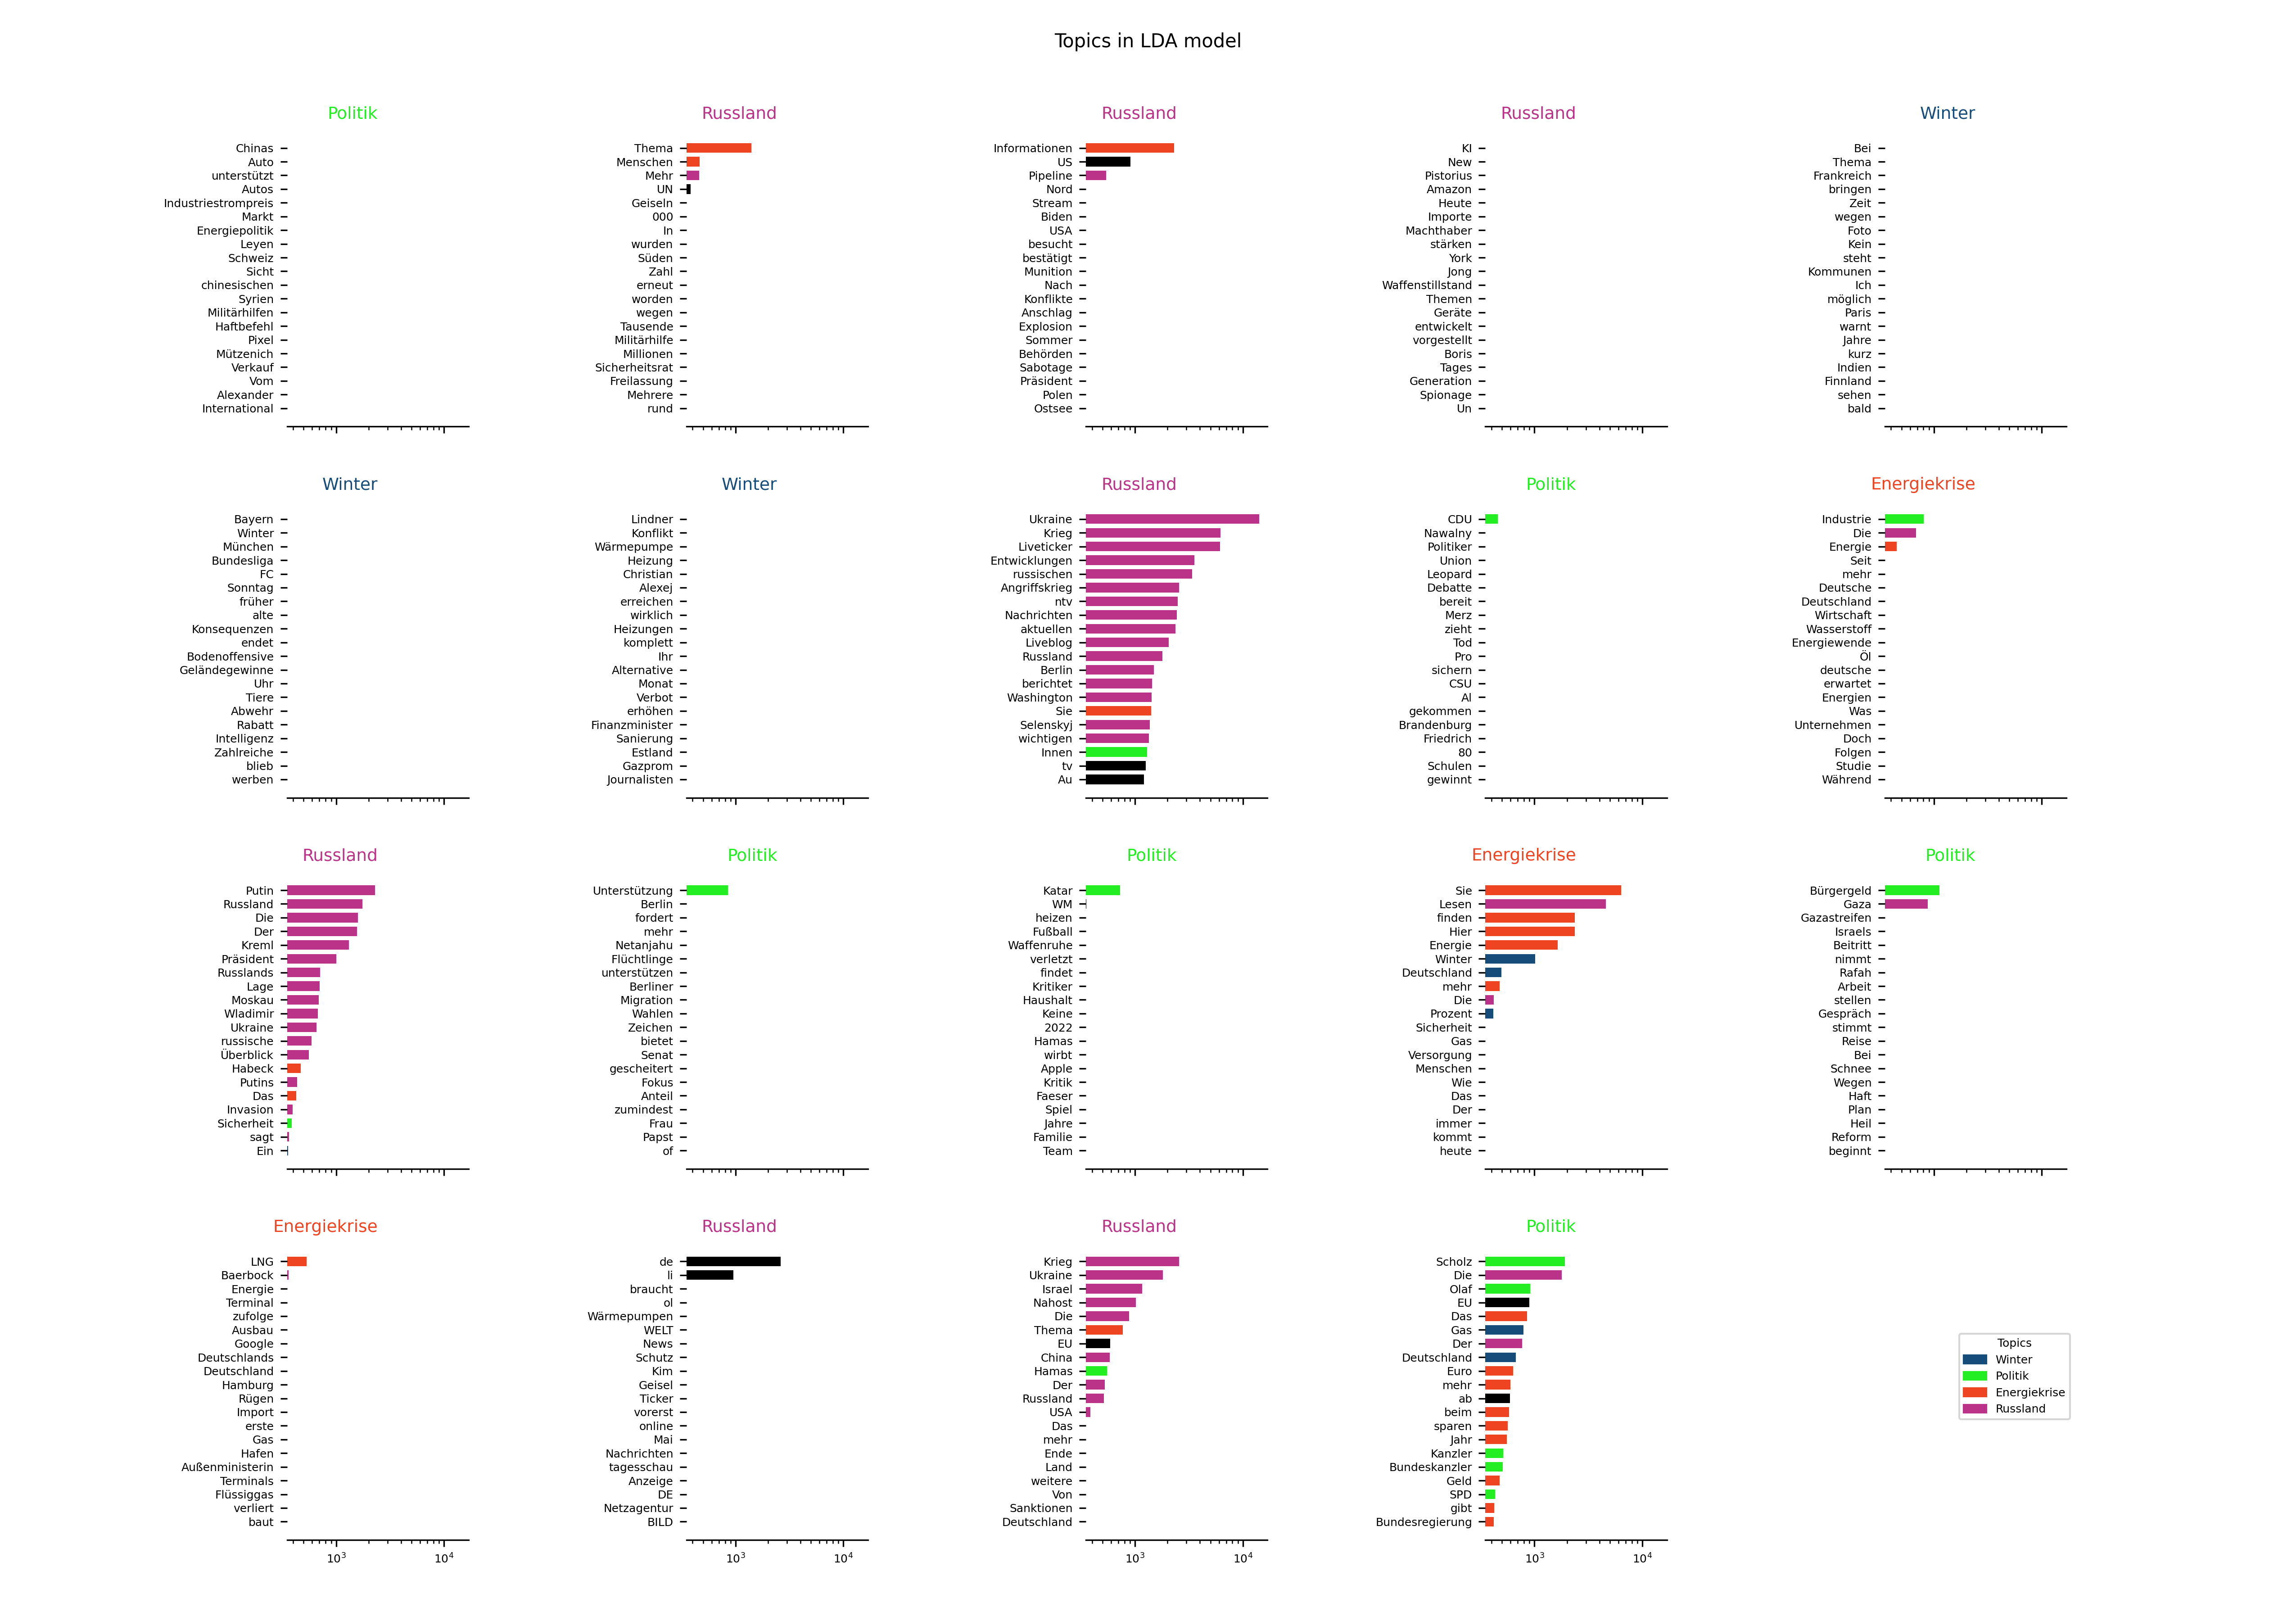 Topics in LDA model
Politik
Chinas
Auto
unterstützt
Autos
Industriestrompreis
Markt
Energiepolitik
Leyen
Schweiz
Sicht
chinesischen
Syrien
Militärhilfen
Haftbefehl
Pixel
Mützenich
Verkauf
Vom
Alexander
International
Russland
Thema
Menschen
Mehr
UN
Geiseln
000
In
wurden
Süden
Zahl
erneut
worden
wegen
Tausende
Militärhilfe
Millionen
Sicherheitsrat
Freilassung
Mehrere
rund
Russland
Informationen
US
Pipeline
Nord
Stream
Biden
USA
besucht
bestätigt
Munition
Nach
Konflikte
Anschlag
Explosion
Sommer
Behörden
Sabotage
Präsident
Polen
Ostsee
Russland
KI
New
Pistorius
Amazon
Heute
Importe
Machthaber
stärken
York
Jong
Waffenstillstand
Themen
Geräte
entwickelt
vorgestellt
Boris
Tages
Generation
Spionage
Un
Winter
Bei
Thema
Frankreich
bringen
Zeit
wegen
Foto
Kein
steht
Kommunen
Ich
möglich
Paris
warnt
Jahre
kurz
Indien
Finnland
sehen
bald
Winter
Bayern
Winter
München
Bundesliga
FC
Sonntag
früher
alte
Konsequenzen
endet
Bodenoffensive
Geländegewinne
Uhr
Tiere
Abwehr
Rabatt
Intelligenz
Zahlreiche
blieb
werben
Winter
Lindner
Konflikt
Wärmepumpe
Heizung
Christian
Alexej
erreichen
wirklich
Heizungen
komplett
Ihr
Alternative
Monat
Verbot
erhöhen
Finanzminister
Sanierung
Estland
Gazprom
Journalisten
Russland
Ukraine
Krieg
Liveticker
Entwicklungen
russischen
Angriffskrieg
ntv
Nachrichten
aktuellen
Liveblog
Russland
Berlin
berichtet
Washington
Sie
Selenskyj
wichtigen
Innen
tv
Au
Politik
CDU
Nawalny
Politiker
Union
Leopard
Debatte
bereit
Merz
zieht
Tod
Pro
sichern
CSU
Al
gekommen
Brandenburg
Friedrich
80
Schulen
gewinnt
Energiekrise
Industrie
Die
Energie
Seit
mehr
Deutsche
Deutschland
Wirtschaft
Wasserstoff
Energiewende
Öl
deutsche
erwartet
Energien
Was
Unternehmen
Doch
Folgen
Studie
Während
Russland
Putin
Russland
Die
Der
Kreml
Präsident
Russlands
Lage
Moskau
Wladimir
Ukraine
russische
Überblick
Habeck
Putins
Das
Invasion
Sicherheit
sagt
Ein
Politik
Unterstützung
Berlin
fordert
mehr
Netanjahu
Flüchtlinge
unterstützen
Berliner
Migration
Wahlen
Zeichen
bietet
Senat
gescheitert
Fokus
Anteil
zumindest
Frau
Papst
of
Politik
Katar
WM
heizen
Fußball
Waffenruhe
verletzt
findet
Kritiker
Haushalt
Keine
2022
Hamas
wirbt
Apple
Kritik
Faeser
Spiel
Jahre
Familie
Team
Energiekrise
Sie
Lesen
finden
Hier
Energie
Winter
Deutschland
mehr
Die
Prozent
Sicherheit
Gas
Versorgung
Menschen
Wie
Das
Der
immer
kommt
heute
Politik
Bürgergeld
Gaza
Gazastreifen
Israels
Beitritt
nimmt
Rafah
Arbeit
stellen
Gespräch
stimmt
Reise
Bei
Schnee
Wegen
Haft
Plan
Heil
Reform
beginnt
Energiekrise
LNG
Baerbock
Energie
Terminal
zufolge
Ausbau
Google
Deutschlands
Deutschland
Hamburg
Rügen
Import
erste
Gas
Hafen
Außenministerin
Terminals
Flüssiggas
verliert
baut
10³ 10⁴
Russland
de
li
braucht
ol
Wärmepumpen
WELT
News
Schutz
Kim
Geisel
Ticker
vorerst
online
Mai
Nachrichten
tagesschau
Anzeige
DE
Netzagentur
BILD
10³ 10⁴
Russland
Krieg
Ukraine
Israel
Nahost
Die
Thema
EU
China
Hamas
Der
Russland
USA
Das
mehr
Ende
Land
weitere
Von
Sanktionen
Deutschland
10³ 10⁴
Politik
Scholz
Die
Olaf
EU
Das
Gas
Der
Deutschland
Euro
mehr
ab
beim
sparen
Jahr
Kanzler
Bundeskanzler
Geld
SPD
gibt
Bundesregierung
10³ 10⁴
Topics
Winter
Politik
Energiekrise
Russland